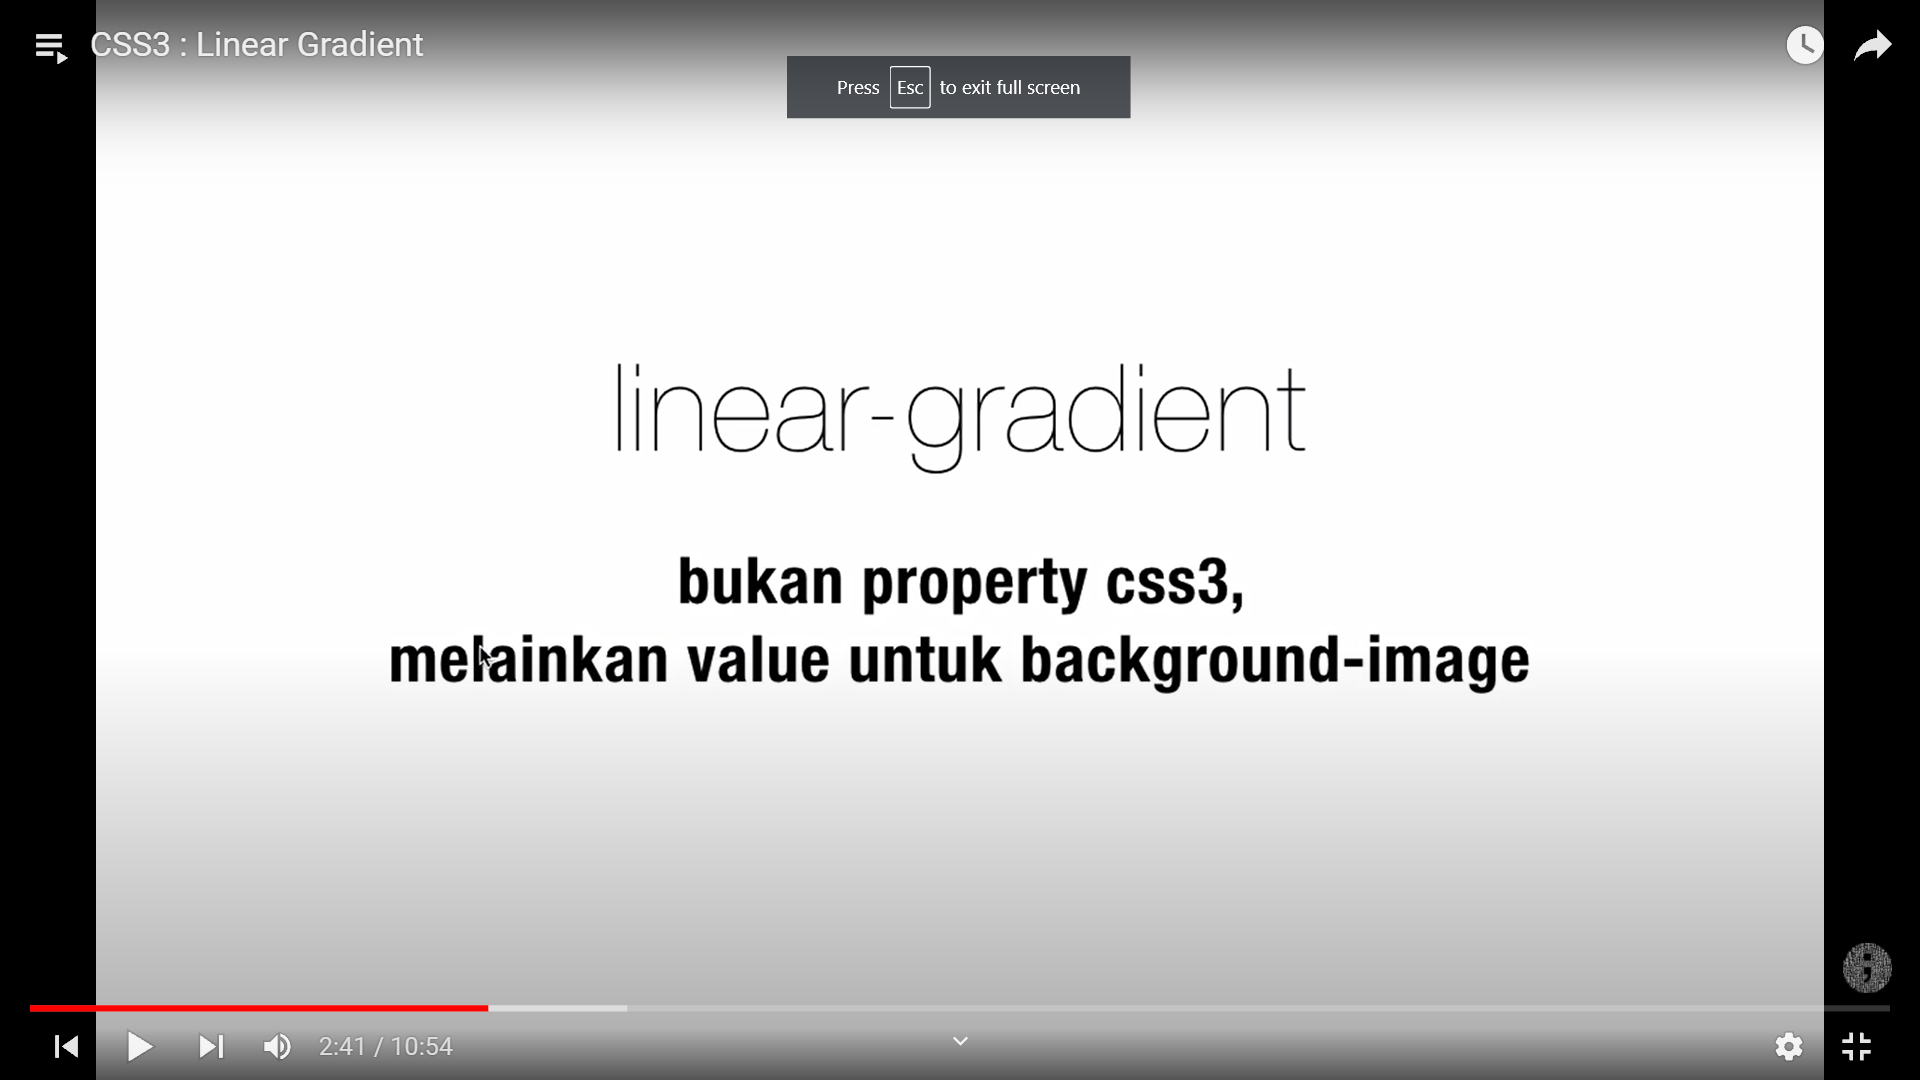 CSS3 : Linear Gradient
Press Esc to exit full screen
linear-gradient
bukan property css3,
melainkan value untuk background-image
2:41 / 10:54